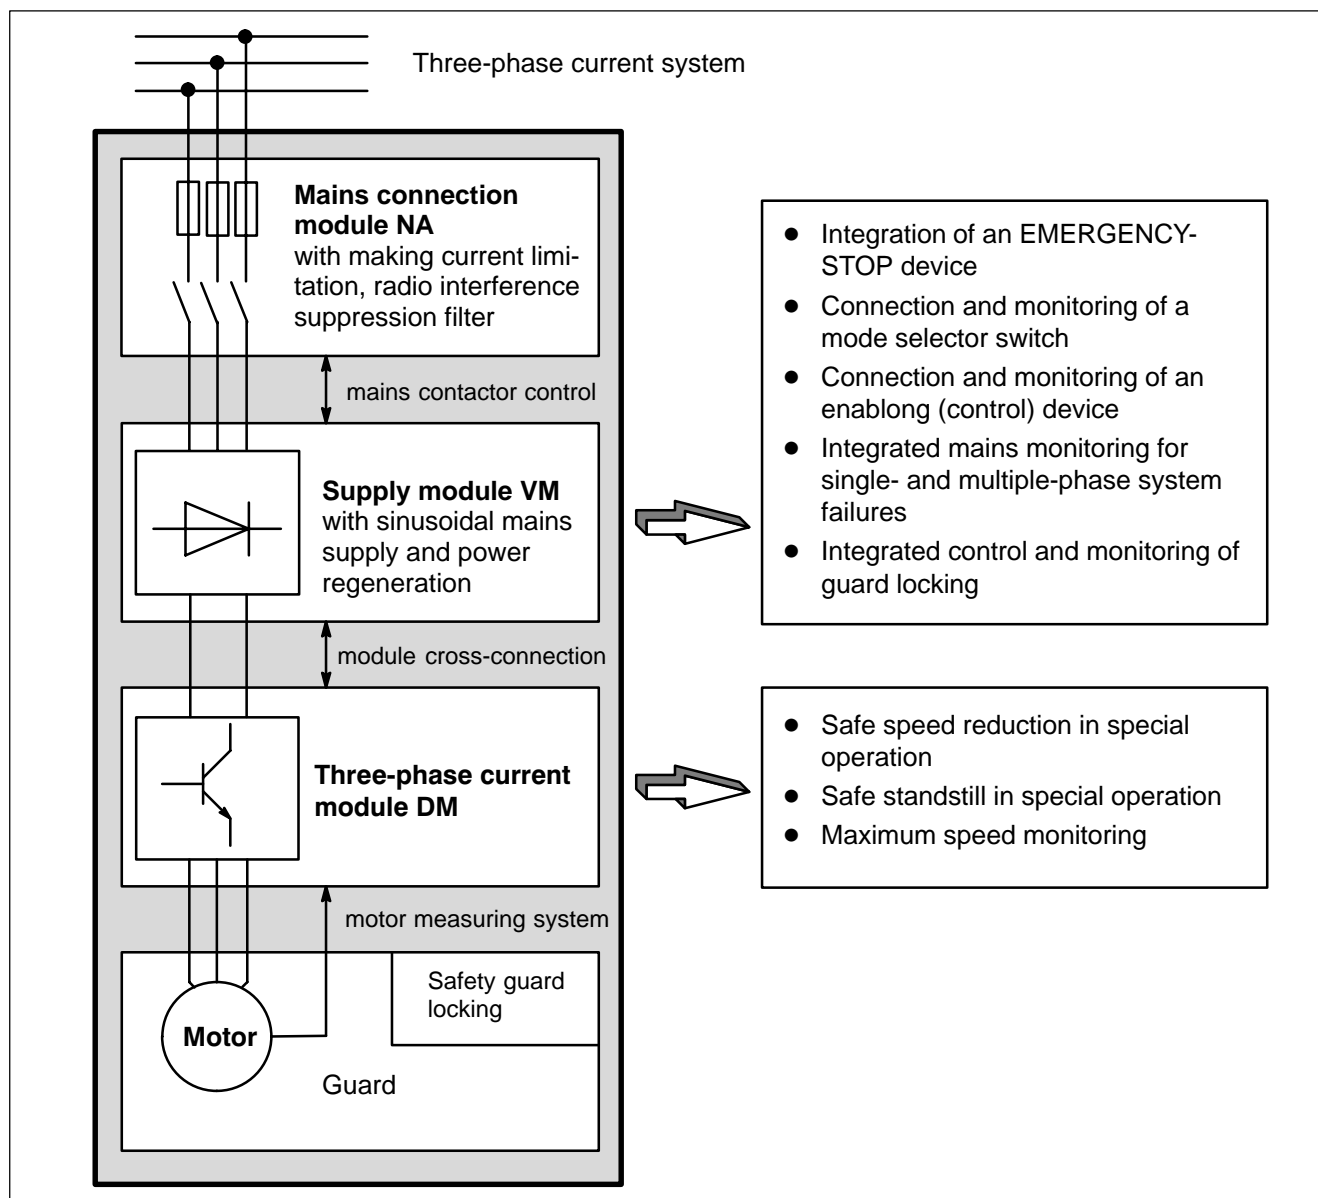 Three-phase current system
Mains connection
module NA
with making current limi-
tation, radio interference
suppression filter
mains contactor control
Supply module VM
with sinusoidal mains
supply and power
regeneration
module cross-connection
Three-phase current
module DM
motor measuring system
Safety guard
locking
Motor
Guard
● Integration of an EMERGENCY-
STOP device
● Connection and monitoring of a
mode selector switch
● Connection and monitoring of an
enablong (control) device
● Integrated mains monitoring for
single- and multiple-phase system
failures
● Integrated control and monitoring of
guard locking
● Safe speed reduction in special
operation
● Safe standstill in special operation
● Maximum speed monitoring